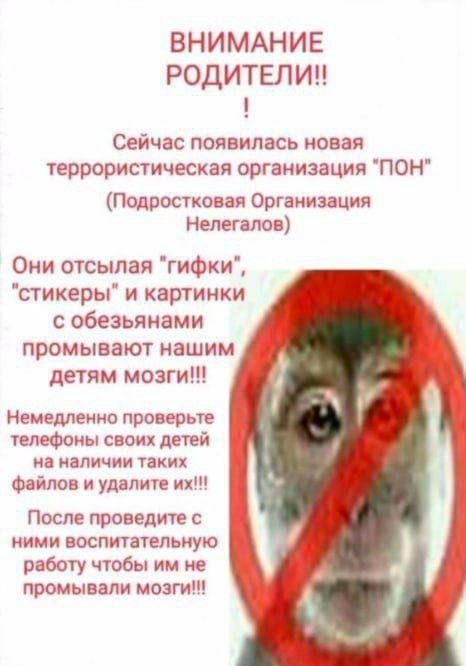 ВНИМАНИЕ
РОДИТЕЛИ!!
!
Сейчас появилась новая
террористическая организация "ПОН"
(Подростковая Организация
Нелегалов)
Они отсылая "гифки",
"стикеры" и картинки
с обезьянами
промывают нашим
детям мозги!!!
Немедленно проверьте
телефоны своих детей
на наличии таких
файлов и удалите их!!!
После проведите с
ними воспитательную
работу чтобы им не
промывали мозги!!!